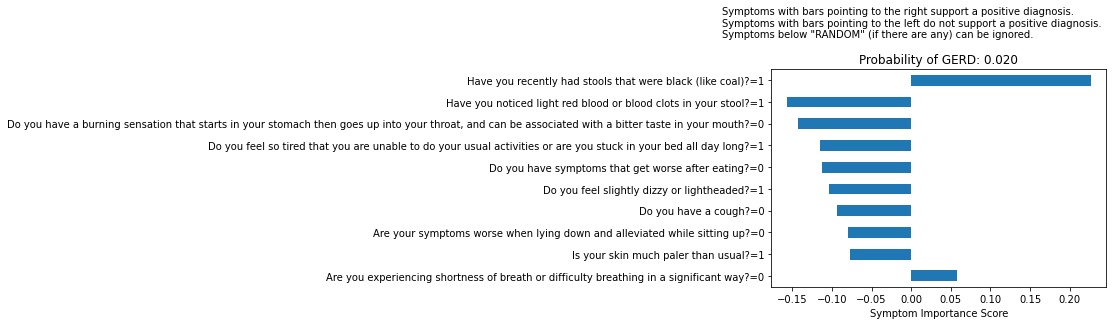 Symptoms with bars pointing to the right support a positive diagnosis.
Symptoms with bars pointing to the left do not support a positive diagnosis.
Symptoms below "RANDOM" (if there are any) can be ignored.
Probability of GERD: 0.020
Have you recently had stools that were black (like coal)?=1
Have you noticed light red blood or blood clots in your stool?=1
Do you have a burning sensation that starts in your stomach then goes up into your throat, and can be associated with a bitter taste in your mouth?=0
Do you feel so tired that you are unable to do your usual activities or are you stuck in your bed all day long?=1
Do you have symptoms that get worse after eating?=0
Do you feel slightly dizzy or lightheaded?=1
Do you have a cough?=0
Are your symptoms worse when lying down and alleviated while sitting up?=0
Is your skin much paler than usual?=1
Are you experiencing shortness of breath or difficulty breathing in a significant way?=0
−0.15 −0.10 −0.05 0.00 0.05 0.10 0.15 0.20
Symptom Importance Score